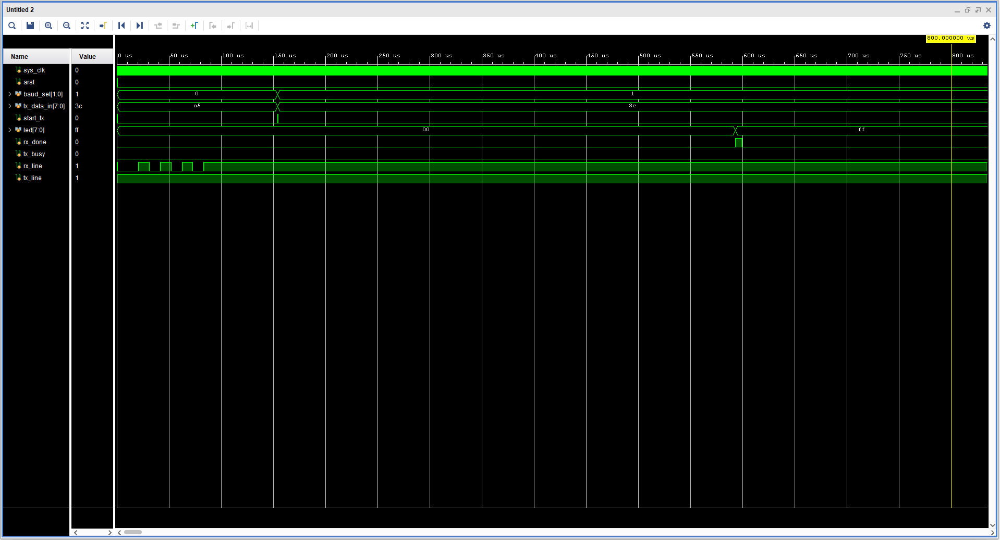 Untitled 2
800.000000 us
Name Value
0 us 50 us 100 us 150 us 200 us 250 us 300 us 350 us 400 us 450 us 500 us 550 us 600 us 650 us 700 us 750 us 800 us
sys_clk 0
arst 0
baud_sel[1:0] 1 0 1
tx_data_in[7:0] 3c a5 3c
start_tx 0
led[7:0] ff 00 ff
rx_done 0
tx_busy 0
rx_line 1
tx_line 1